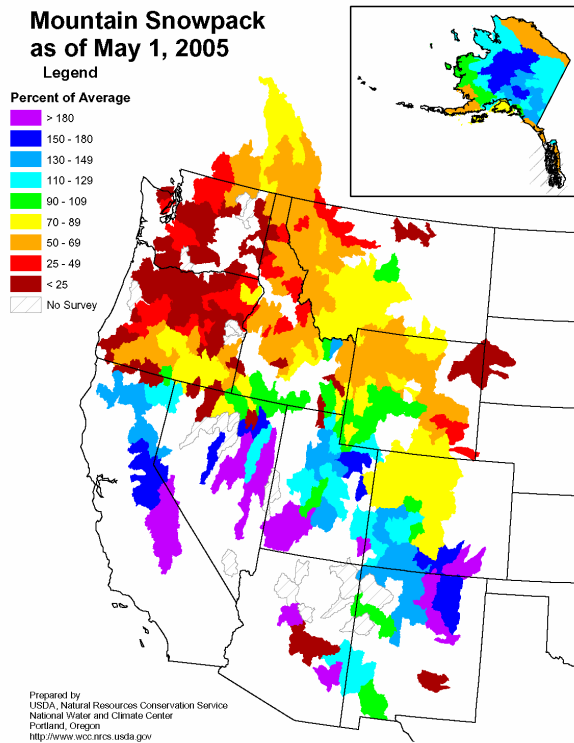 Mountain Snowpack
as of May 1, 2005
Legend
Percent of Average
> 180
150 - 180
130 - 149
110 - 129
90 - 109
70 - 89
50 - 69
25 - 49
< 25
No Survey
Prepared by
USDA, Natural Resources Conservation Service
National Water and Climate Center
Portland, Oregon
http://www.wcc.nrcs.usda.gov